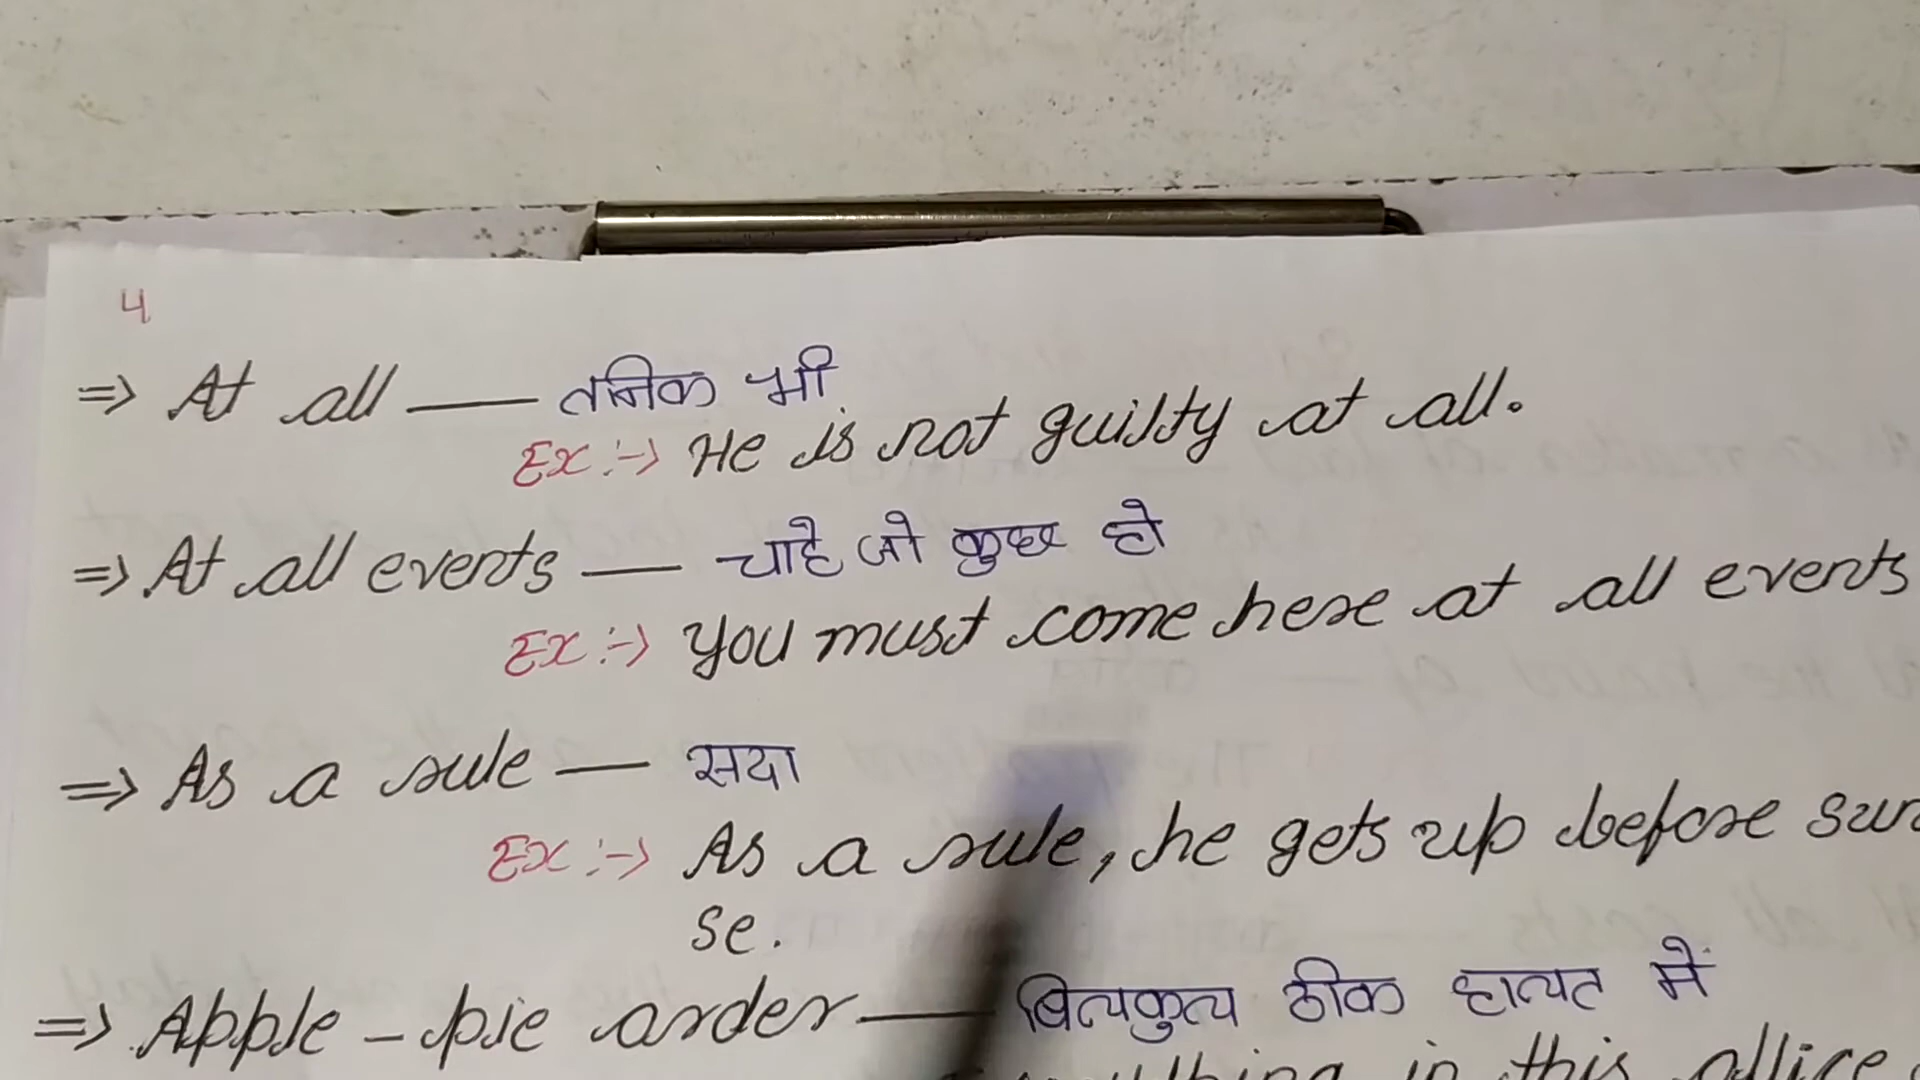 4
⇒ At all — तनिक भी
Ex :-> He is not guilty at all.
⇒ At all events — चाहे जो कुछ हो
Ex :-> You must come here at all events
⇒ As a rule — सदा
Ex :-> As a rule, he gets up before sun
se.
⇒ Apple-pie order — बिल्कुल ठीक हालत में
in this office